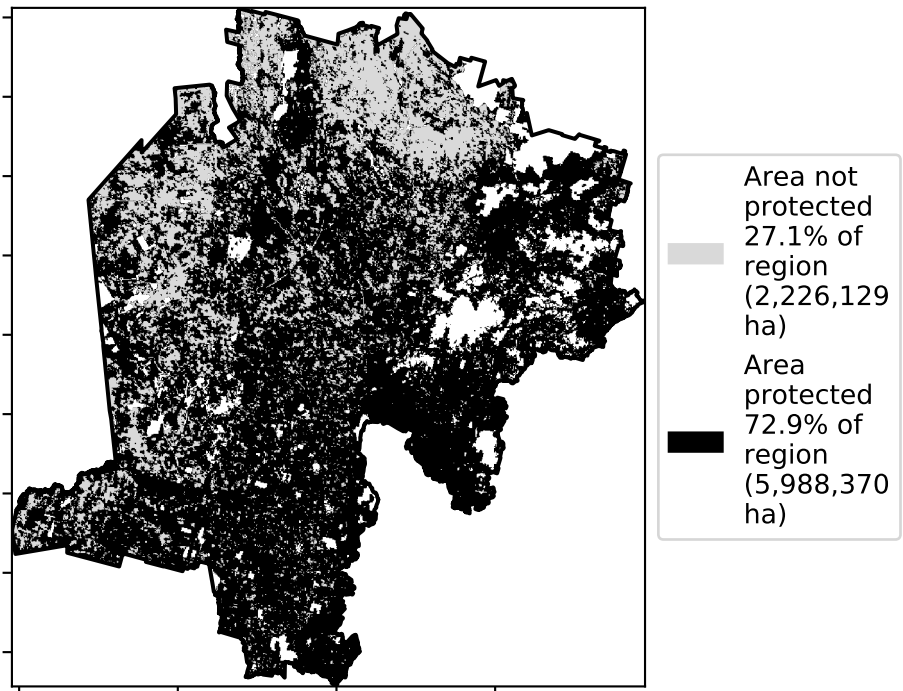 Area not
protected
27.1% of
region
(2,226,129
ha)
Area
protected
72.9% of
region
(5,988,370
ha)